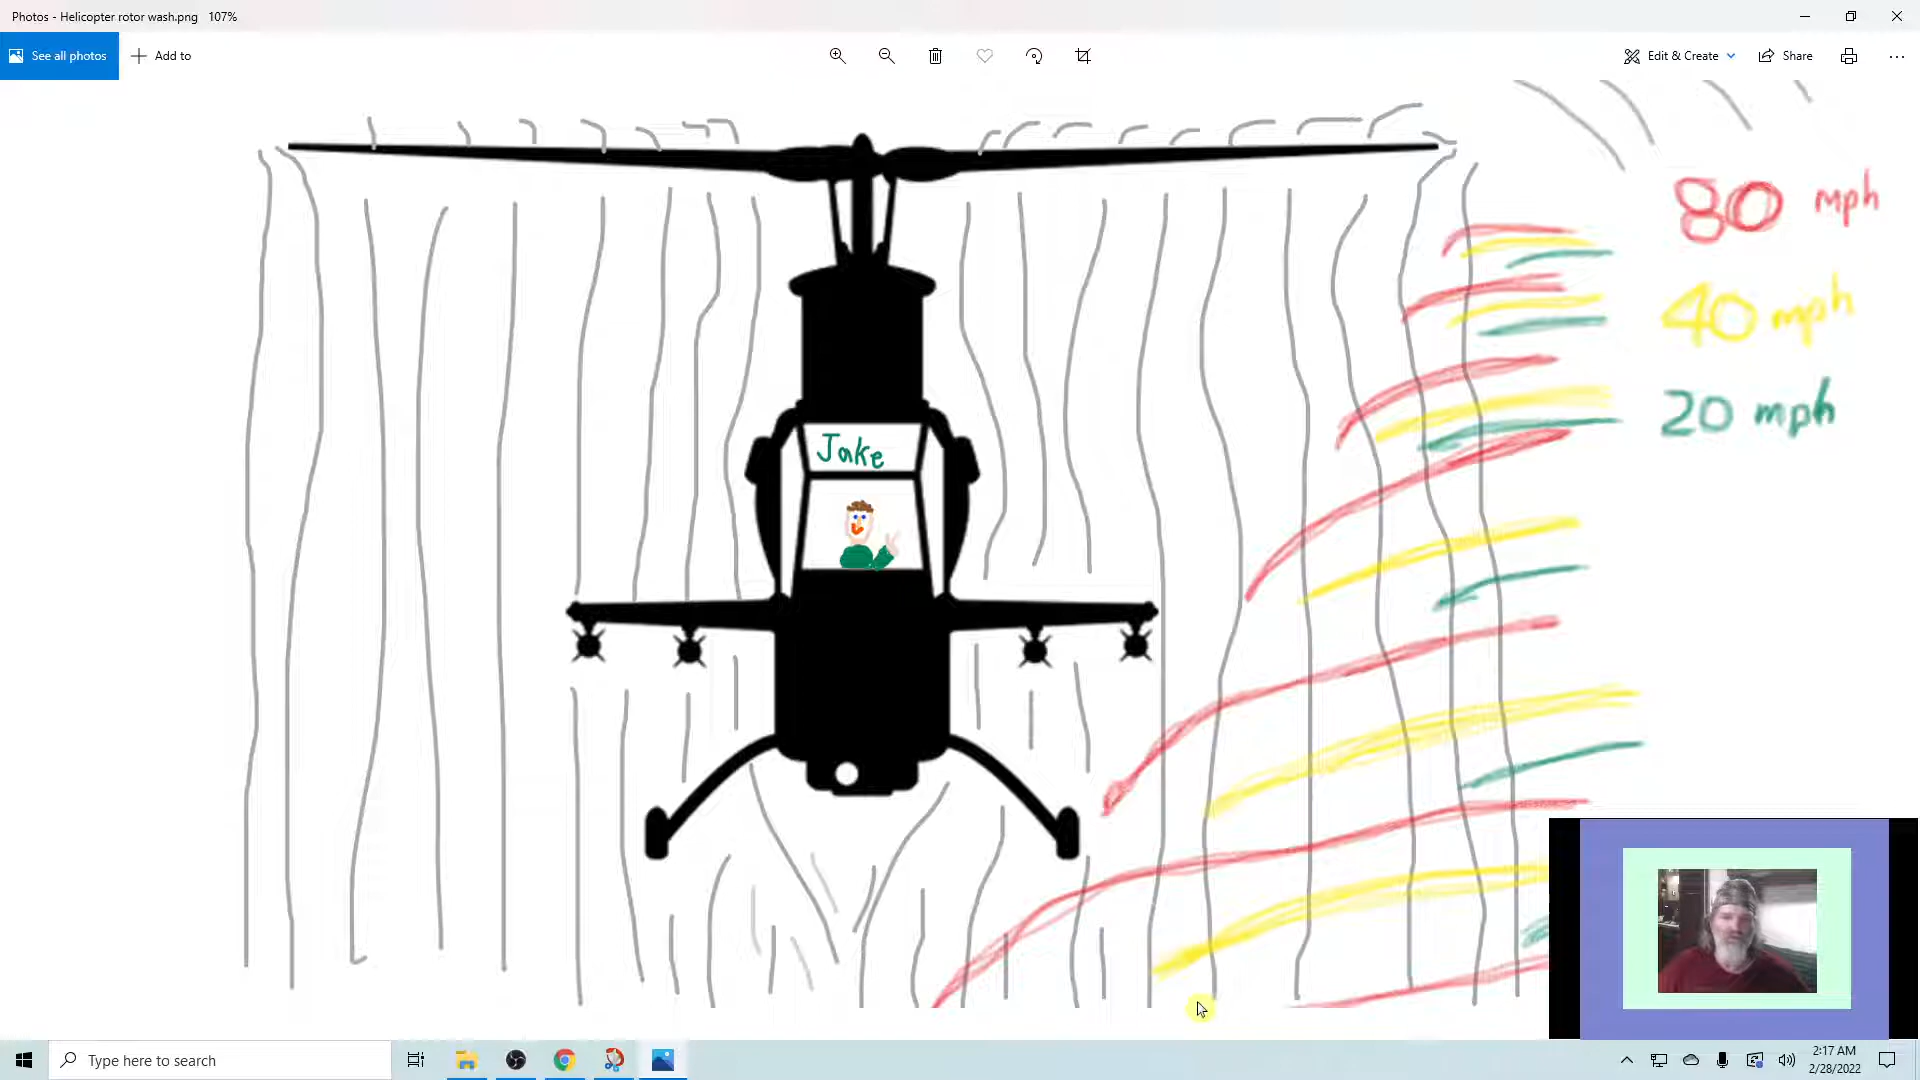 Photos - Helicopter rotor wash.png 107%
See all photos
Add to
Edit & Create
Share
80 mph
40 mph
20 mph
Jake
Type here to search
2:17 AM
2/28/2022